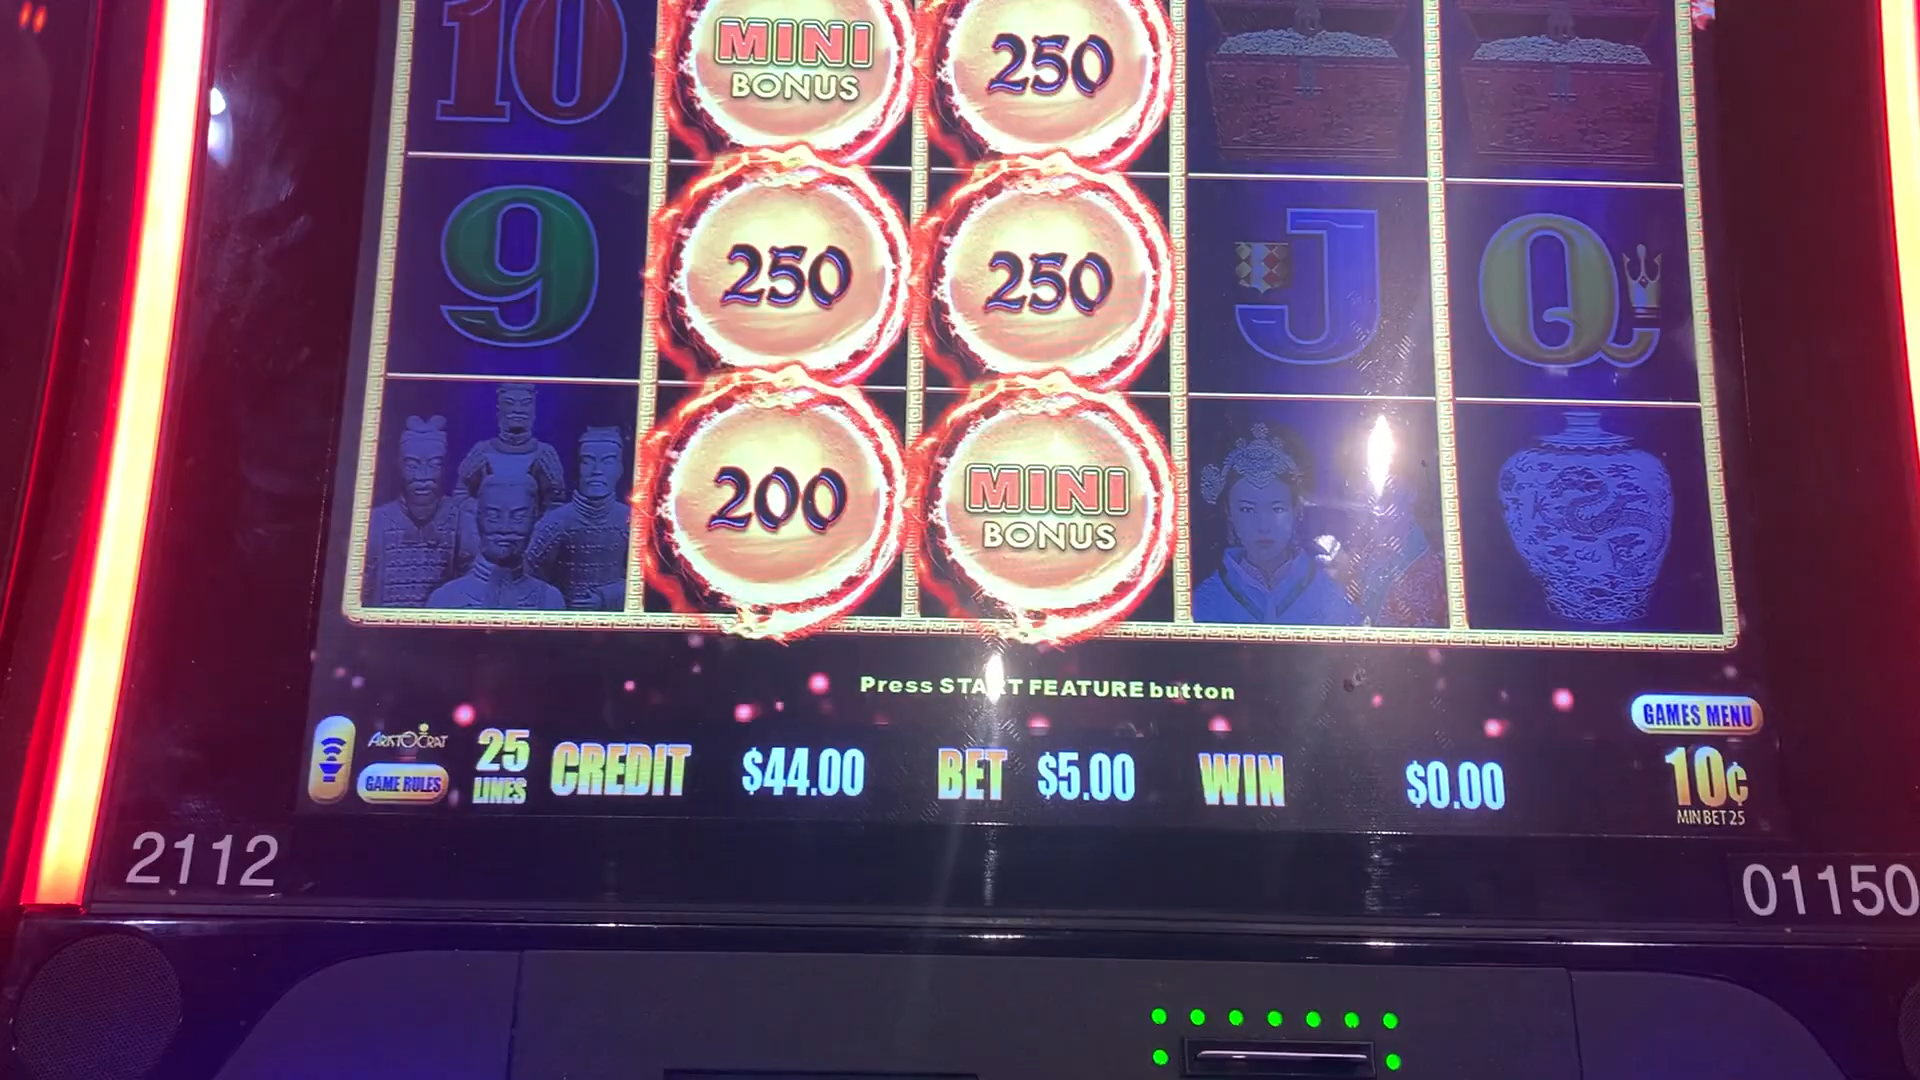 10 MINI BONUS 250
9 250 250 J Q
200 MINI BONUS
Press START FEATURE button
GAMES MENU
ARISTOCRAT
GAME RULES
25 LINES
CREDIT $44.00 BET $5.00 WIN $0.00
10¢
MIN BET 25
2112
01150